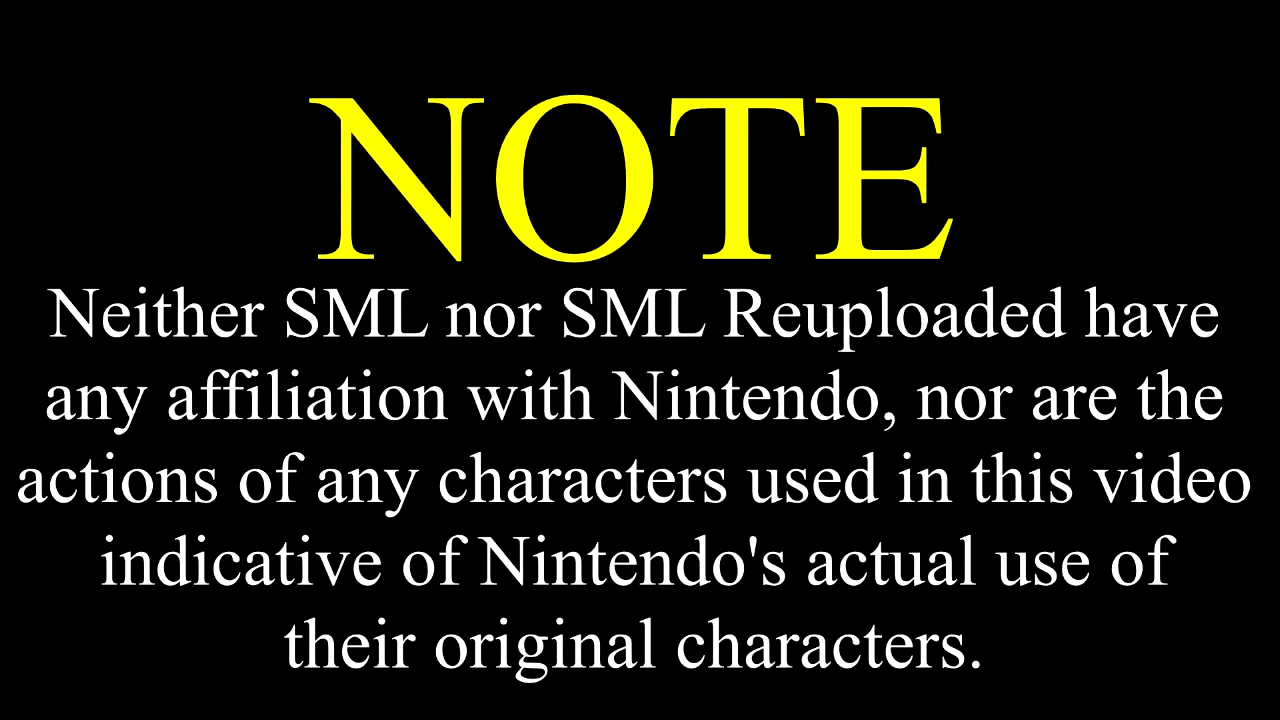 NOTE
Neither SML nor SML Reuploaded have
any affiliation with Nintendo, nor are the
actions of any characters used in this video
indicative of Nintendo's actual use of
their original characters.